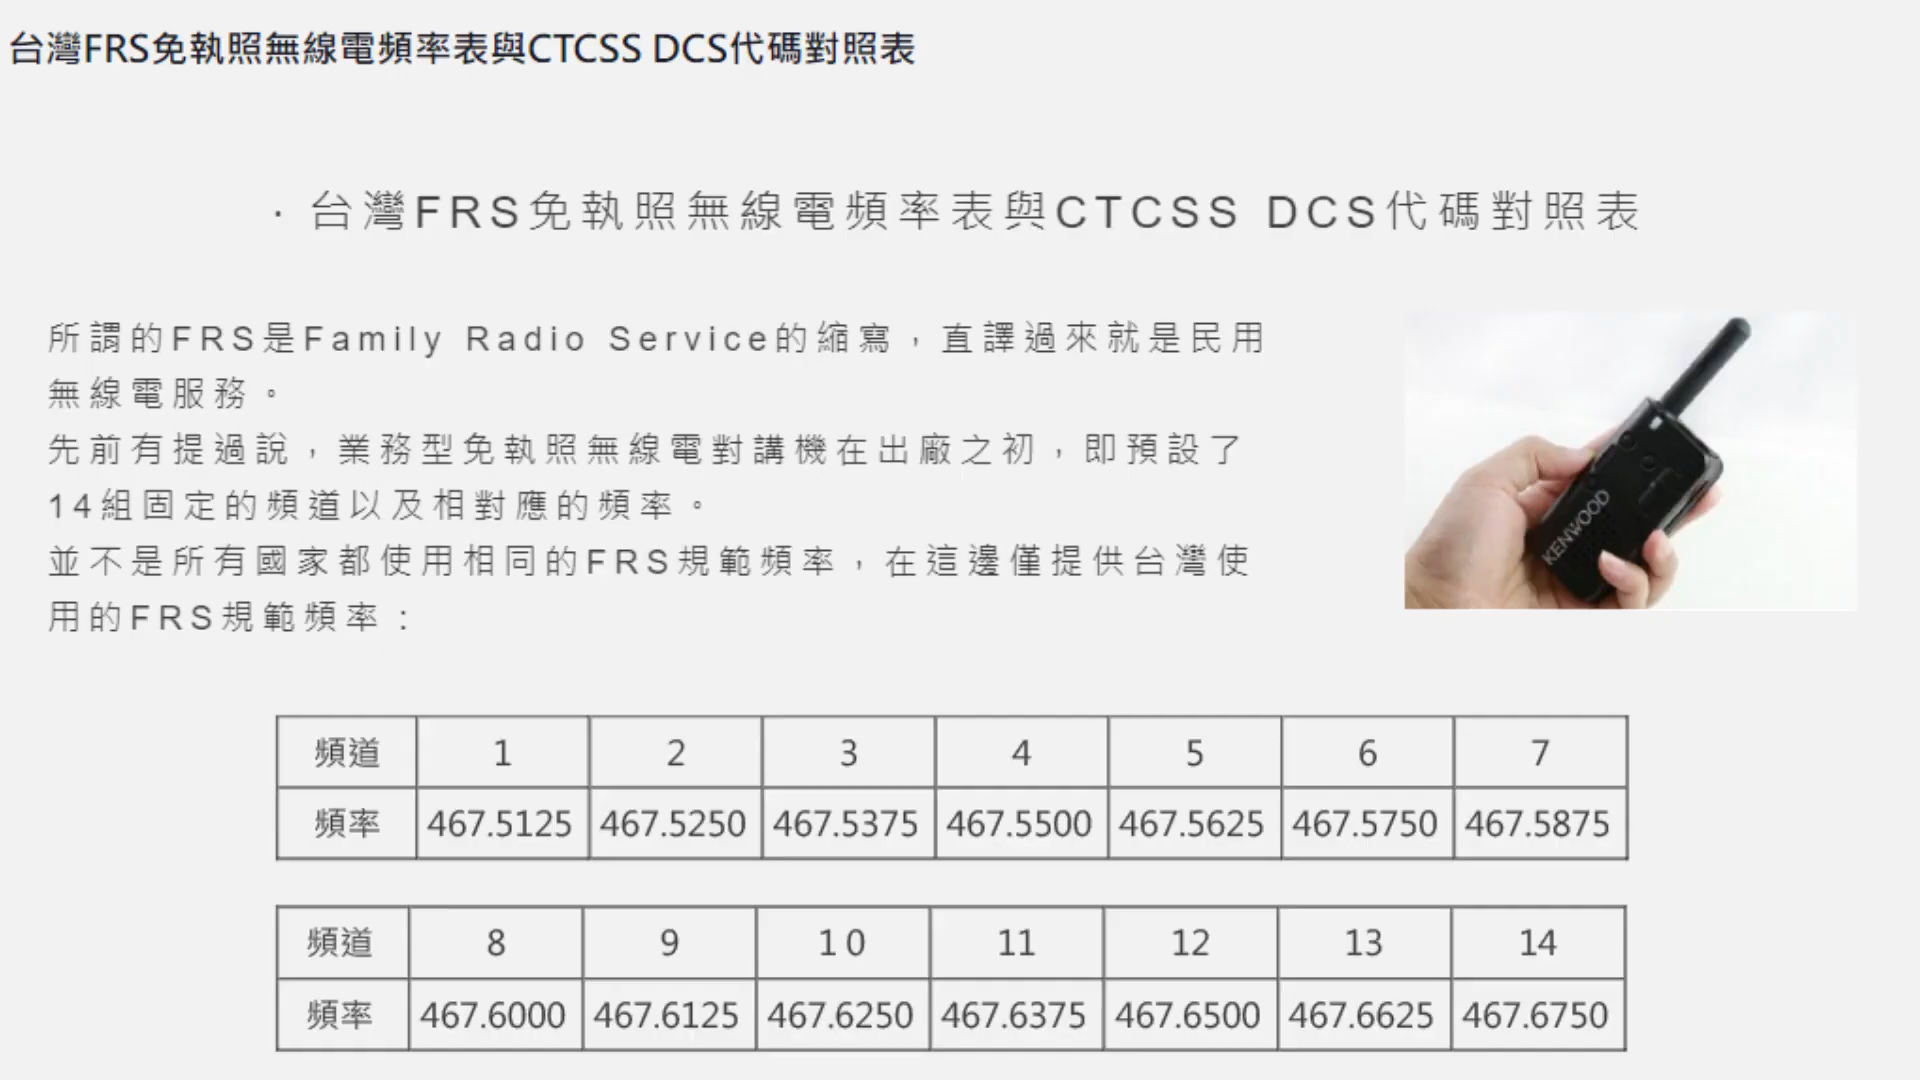 台灣FRS免執照無線電頻率表與CTCSS DCS代碼對照表
· 台灣FRS免執照無線電頻率表與CTCSS DCS代碼對照表
所謂的FRS是Family Radio Service的縮寫，直譯過來就是民用
無線電服務。
先前有提過說，業務型免執照無線電對講機在出廠之初，即預設了
14組固定的頻道以及相對應的頻率。
並不是所有國家都使用相同的FRS規範頻率，在這邊僅提供台灣使
用的FRS規範頻率：
KENWOOD
頻道 1 2 3 4 5 6 7
頻率 467.5125 467.5250 467.5375 467.5500 467.5625 467.5750 467.5875
頻道 8 9 10 11 12 13 14
頻率 467.6000 467.6125 467.6250 467.6375 467.6500 467.6625 467.6750